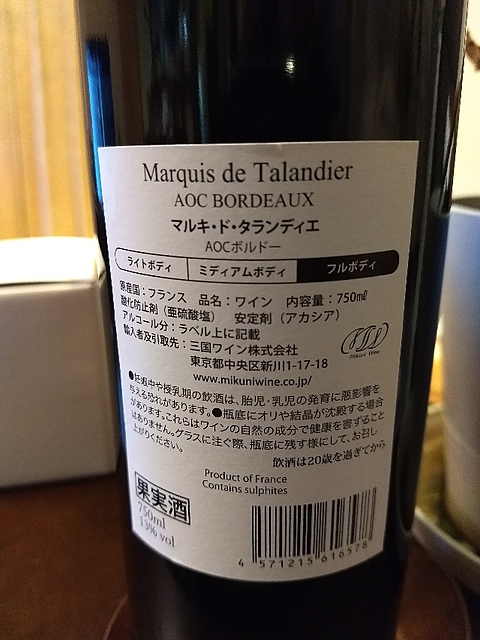 Marquis de Talandier
AOC BORDEAUX
マルキ・ド・タランディエ
AOCボルドー
ライトボディ ミディアムボディ フルボディ
原産国：フランス 品名：ワイン 内容量：750㎖
酸化防止剤（亜硫酸塩） 安定剤（アカシア）
アルコール分：ラベル上に記載
輸入者及引取先：三国ワイン株式会社
東京都中央区新川1-17-18
Mikuni Wine
www.mikuniwine.co.jp/
●妊娠中や授乳期の飲酒は、胎児・乳児の発育に悪影響を
与える恐れがあります。●瓶底にオリや結晶が沈殿する場合
があります。これらはワインの自然の成分で健康を害すること
はありません。グラスに注ぐ際、瓶底に残す様にして、お召し
上がりください。
飲酒は20歳を過ぎてから
Product of France
Contains sulphites
果実酒
750ml
13% vol
4 571215 616578